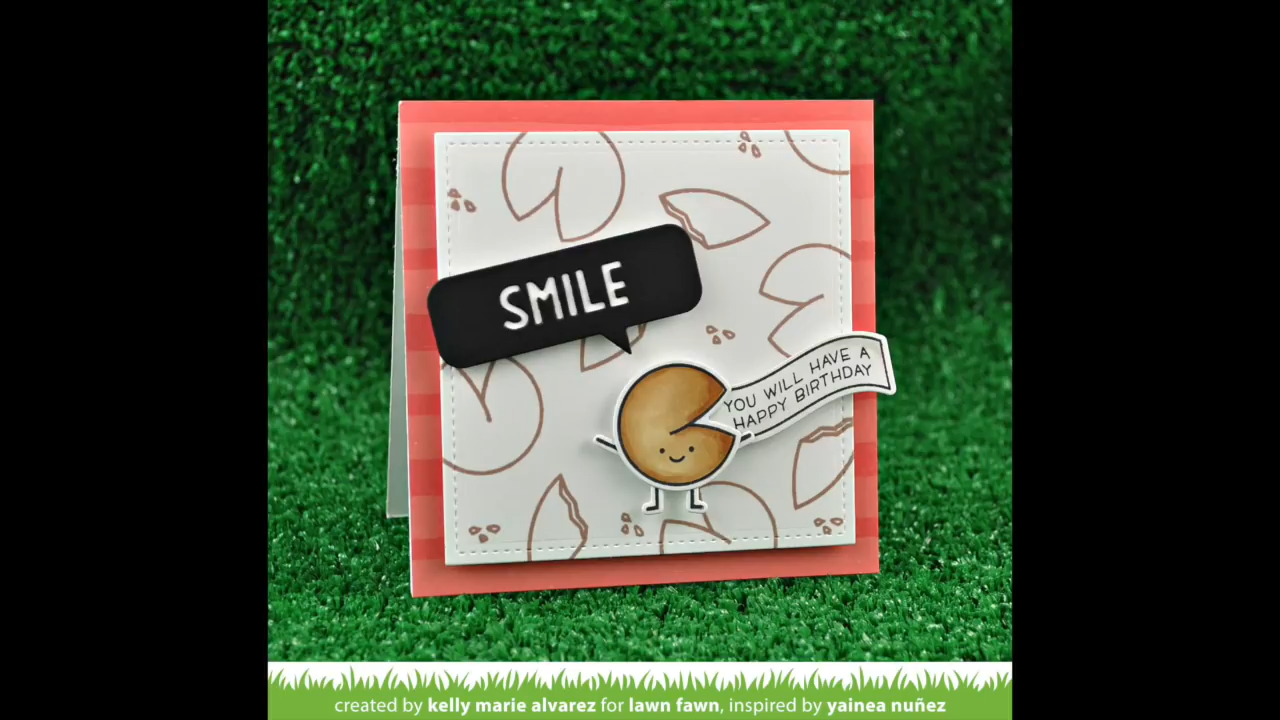 SMILE
YOU WILL HAVE A
HAPPY BIRTHDAY
created by kelly marie alvarez for lawn fawn, inspired by yainea nuñez